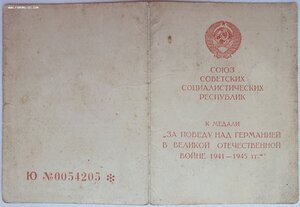 Ю №0054205 *
СОЮЗ
СОВЕТСКИХ
СОЦИАЛИСТИЧЕСКИХ
РЕСПУБЛИК
К МЕДАЛИ
„ЗА ПОБЕДУ НАД ГЕРМАНИЕЙ
В ВЕЛИКОЙ ОТЕЧЕСТВЕННОЙ
ВОЙНЕ 1941—1945 гг.“